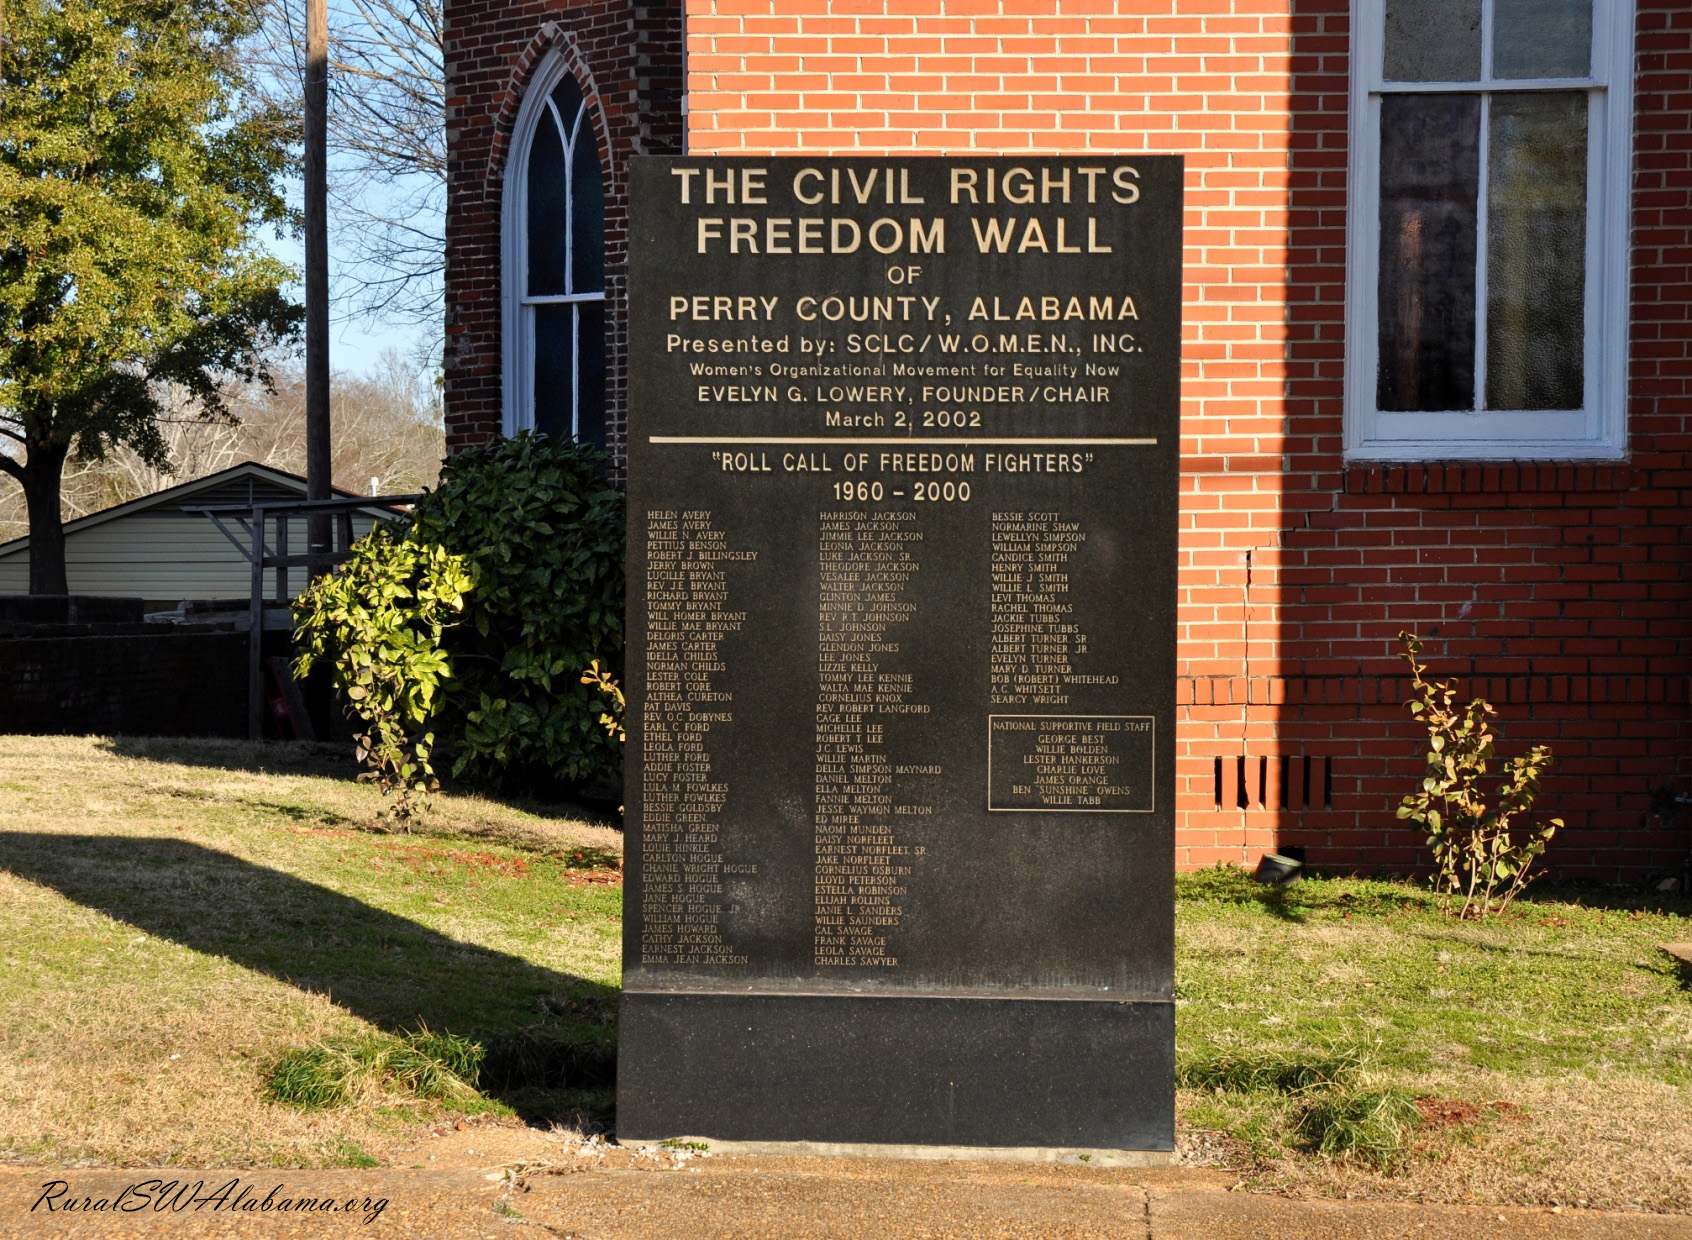 THE CIVIL RIGHTS
FREEDOM WALL
OF
PERRY COUNTY, ALABAMA
Presented by: SCLC/W.O.M.E.N., INC.
Women's Organizational Movement for Equality Now
EVELYN G. LOWERY, FOUNDER/CHAIR
March 2, 2002
"ROLL CALL OF FREEDOM FIGHTERS"
1960 - 2000
HELEN AVERY
JAMES AVERY
WILLIE N. AVERY
PETTIUS BENSON
ROBERT J. BILLINGSLEY
JERRY BROWN
LUCILLE BRYANT
REV. J.E. BRYANT
RICHARD BRYANT
TOMMY BRYANT
WILL HOMER BRYANT
WILLIE MAE BRYANT
DELORIS CARTER
JAMES CARTER
IDELLA CHILDS
NORMAN CHILDS
LESTER COLE
ROBERT CORE
ALTHEA CURETON
PAT DAVIS
REV. O.C. DOBYNES
EARL C. FORD
ETHEL FORD
LEOLA FORD
LUTHER FORD
ADDIE FOSTER
LUCY FOSTER
LULA M. FOWLKES
LUTHER FOWLKES
BESSIE GOLDSBY
EDDIE GREEN
MATISHA GREEN
MARY J. HEARD
LOUIE HINKLE
CARLTON HOGUE
CHANIE WRIGHT HOGUE
EDWARD HOGUE
JAMES S. HOGUE
JANE HOGUE
SPENCER HOGUE, JR.
WILLIAM HOGUE
JAMES HOWARD
CATHY JACKSON
EARNEST JACKSON
EMMA JEAN JACKSON
HARRISON JACKSON
JAMES JACKSON
JIMMIE LEE JACKSON
LEONIA JACKSON
LUKE JACKSON SR.
THEODORE JACKSON
VESALEE JACKSON
WALTER JACKSON
GLINTON JAMES
MINNIE D. JOHNSON
REV. R.T. JOHNSON
S.L. JOHNSON
DAISY JONES
GLENDON JONES
LEE JONES
LIZZIE KELLY
TOMMY LEE KENNIE
WALTA MAE KENNIE
CORNELIUS KNOX
REV. ROBERT LANGFORD
CAGE LEE
MICHELLE LEE
ROBERT T. LEE
J.C. LEWIS
WILLIE MARTIN
DELLA SIMPSON MAYNARD
DANIEL MELTON
ELLA MELTON
FANNIE MELTON
JESSE WAYMON MELTON
ED MIREE
NAOMI MUNDEN
DAISY NORFLEET
EARNEST NORFLEET, SR.
JAKE NORFLEET
CORNELIUS OSBURN
LLOYD PETERSON
ESTELLA ROBINSON
ELIJAH ROLLINS
JANIE L. SANDERS
WILLIE SAUNDERS
CAL SAVAGE
FRANK SAVAGE
LEOLA SAVAGE
CHARLES SAWYER
BESSIE SCOTT
NORMARINE SHAW
LEWELLYN SIMPSON
WILLIAM SIMPSON
CANDICE SMITH
HENRY SMITH
WILLIE J. SMITH
WILLIE L. SMITH
LEVI THOMAS
RACHEL THOMAS
JACKIE TUBBS
JOSEPHNE TUBBS
ALBERT TURNER, SR.
ALBERT TURNER, JR.
EVELYN TURNER
MARY D. TURNER
BOB (ROBERT) WHITEHEAD
A.C. WHITSETT
SEARCY WRIGHT
NATIONAL SUPPORTIVE FIELD STAFF
GEORGE BEST
WILLIE BOLDEN
LESTER HANKERSON
CHARLIE LOVE
JAMES ORANGE
BEN "SUNSHINE" OWENS
WILLIE TABB
RuralSWAlabama.org